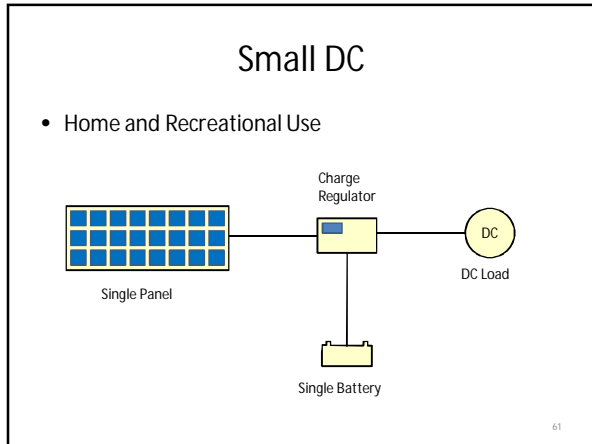 Small DC
• Home and Recreational Use
Charge
Regulator
DC
DC Load
Single Panel
Single Battery
61